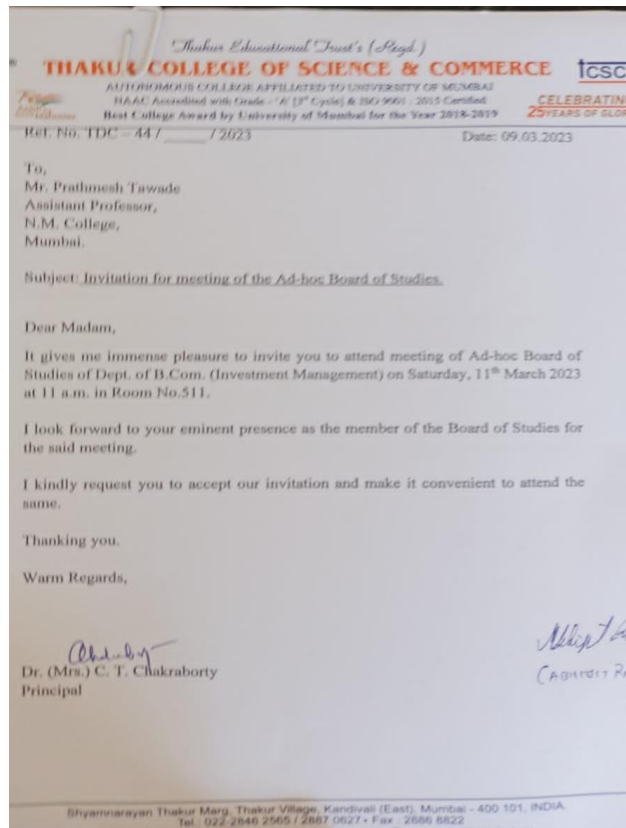 Thakur Educational Trust's (Regd.)
THAKUR COLLEGE OF SCIENCE & COMMERCE
tcsc
AUTONOMOUS COLLEGE AFFILIATED TO UNIVERSITY OF MUMBAI
NAAC Accredited with Grade - 'A' [3rd Cycle] & ISO 9001 : 2015 Certified
Best College Award by University of Mumbai for the Year 2018-2019
CELEBRATIN
25 YEARS OF GLOR
Ref. No. TDC - 44 / ______ / 2023
Date: 09.03.2023
To,
Mr. Prathmesh Tawade
Assistant Professor,
N.M. College,
Mumbai.
Subject: Invitation for meeting of the Ad-hoc Board of Studies.
Dear Madam,
It gives me immense pleasure to invite you to attend meeting of Ad-hoc Board of
Studies of Dept. of B.Com. (Investment Management) on Saturday, 11th March 2023
at 11 a.m. in Room No.511.
I look forward to your eminent presence as the member of the Board of Studies for
the said meeting.
I kindly request you to accept our invitation and make it convenient to attend the
same.
Thanking you.
Warm Regards,
Dr. (Mrs.) C. T. Chakraborty
Principal
Shyamnarayan Thakur Marg, Thakur Village, Kandivali (East), Mumbai - 400 101, INDIA
Tel.: 022-2846 2565 / 2887 0627 • Fax : 2886 8822